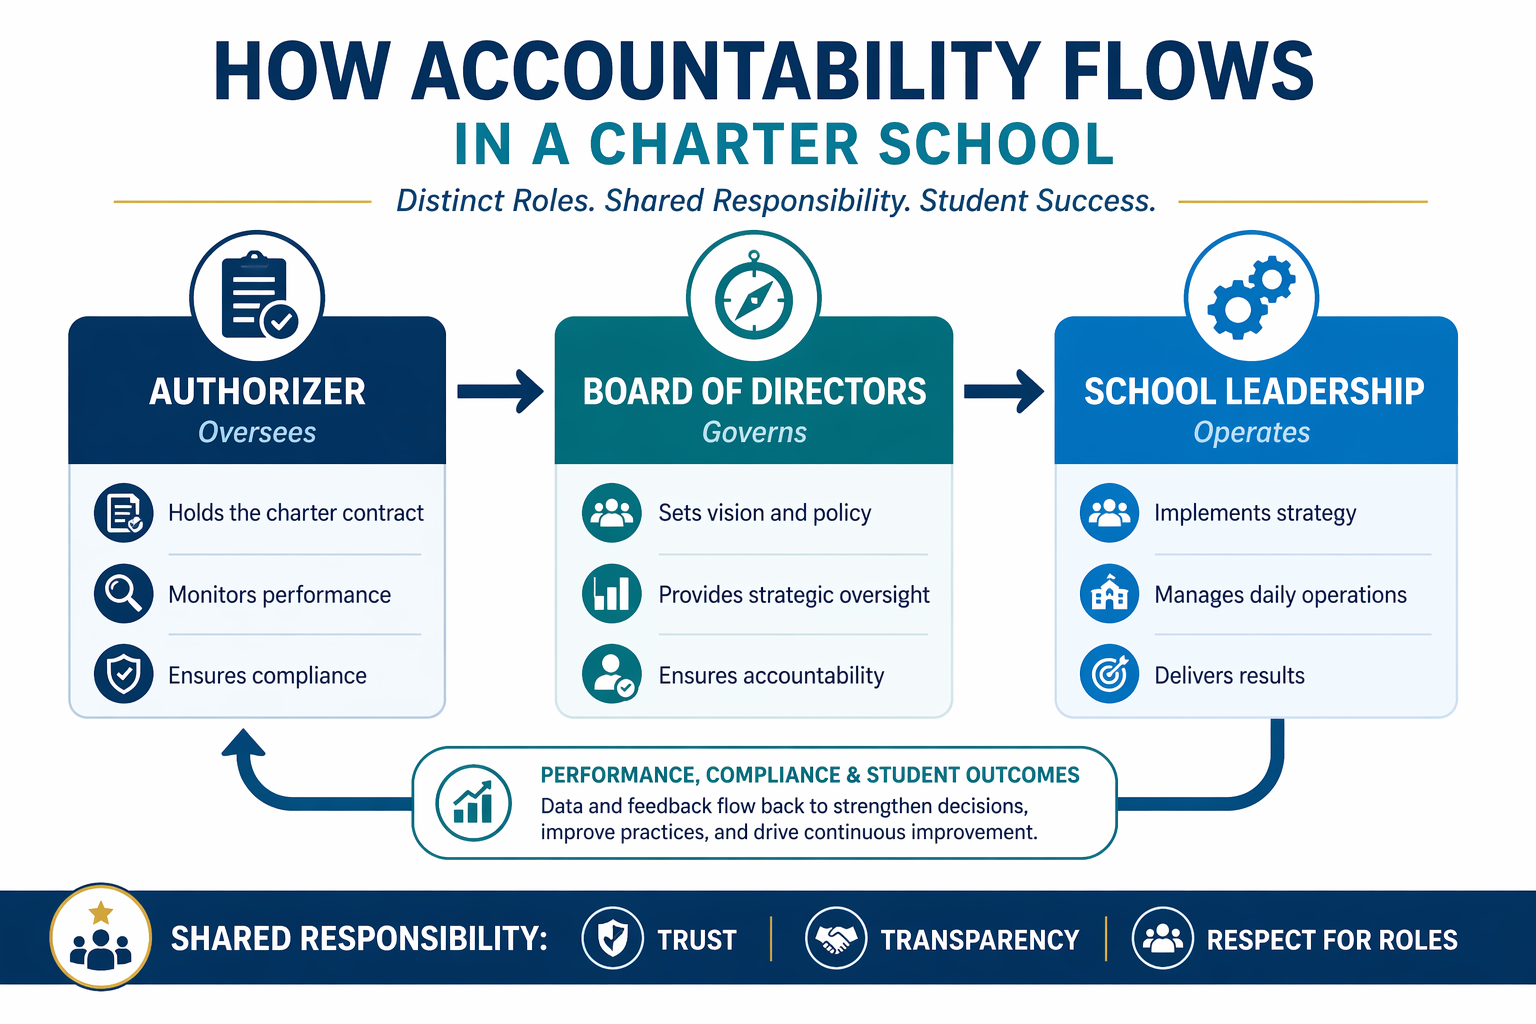 HOW ACCOUNTABILITY FLOWS
IN A CHARTER SCHOOL
Distinct Roles. Shared Responsibility. Student Success.
AUTHORIZER
Oversees
Holds the charter contract
Monitors performance
Ensures compliance
BOARD OF DIRECTORS
Governs
Sets vision and policy
Provides strategic oversight
Ensures accountability
SCHOOL LEADERSHIP
Operates
Implements strategy
Manages daily operations
Delivers results
PERFORMANCE, COMPLIANCE & STUDENT OUTCOMES
Data and feedback flow back to strengthen decisions,
improve practices, and drive continuous improvement.
SHARED RESPONSIBILITY:
TRUST
TRANSPARENCY
RESPECT FOR ROLES